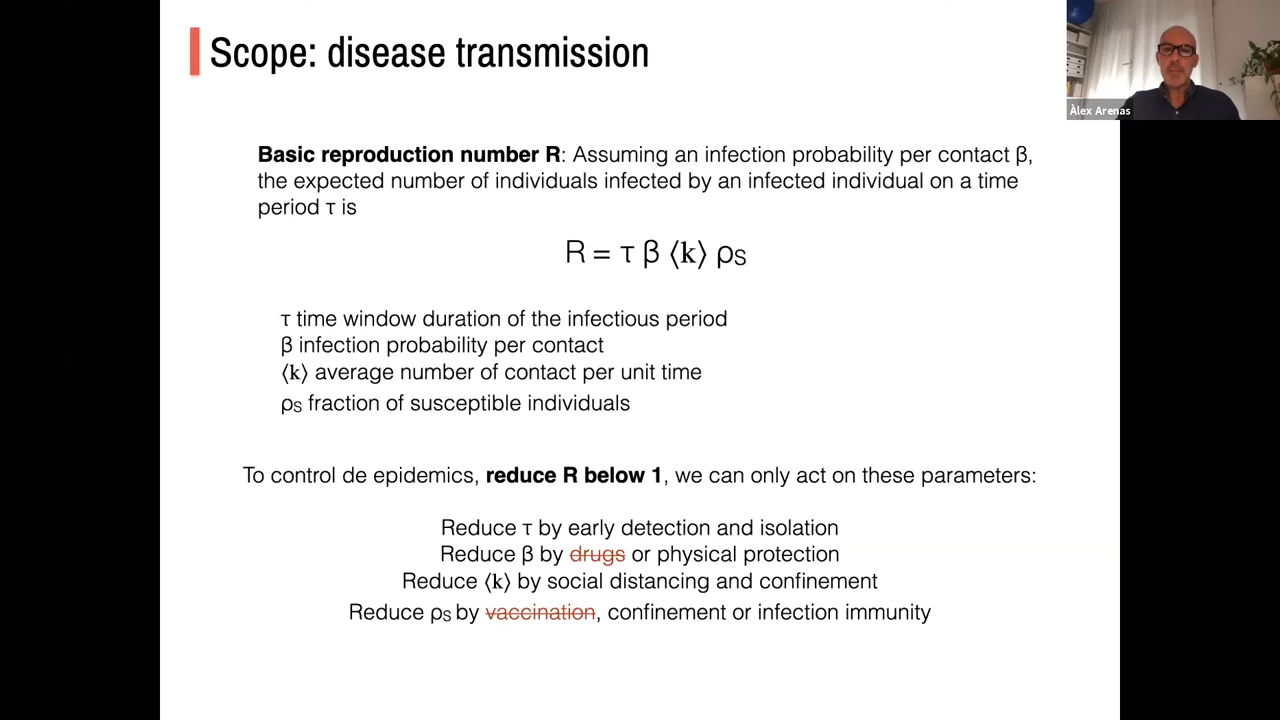 Scope: disease transmission
Àlex Arenas
Basic reproduction number R: Assuming an infection probability per contact β,
the expected number of individuals infected by an infected individual on a time
period τ is
R = τ β ⟨k⟩ ρS
τ time window duration of the infectious period
β infection probability per contact
⟨k⟩ average number of contact per unit time
ρS fraction of susceptible individuals
To control de epidemics, reduce R below 1, we can only act on these parameters:
Reduce τ by early detection and isolation
Reduce β by drugs or physical protection
Reduce ⟨k⟩ by social distancing and confinement
Reduce ρS by vaccination, confinement or infection immunity